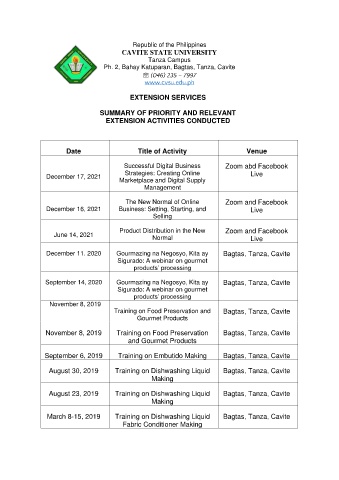 Republic of the Philippines
CAVITE STATE UNIVERSITY
Tanza Campus
Ph. 2, Bahay Katuparan, Bagtas, Tanza, Cavite
☏ (046) 235 – 7997
www.cvsu.edu.ph
EXTENSION SERVICES
SUMMARY OF PRIORITY AND RELEVANT
EXTENSION ACTIVITIES CONDUCTED
Date Title of Activity Venue
December 17, 2021 Successful Digital Business Strategies: Creating Online Marketplace and Digital Supply Management Zoom abd Facebook Live
December 16, 2021 The New Normal of Online Business: Setting, Starting, and Selling Zoom and Facebook Live
June 14, 2021 Product Distribution in the New Normal Zoom and Facebook Live
December 11. 2020 Gourmazing na Negosyo, Kita ay Sigurado: A webinar on gourmet products' processing Bagtas, Tanza, Cavite
September 14, 2020 Gourmazing na Negosyo, Kita ay Sigurado: A webinar on gourmet products' processing Bagtas, Tanza, Cavite
November 8, 2019 Training on Food Preservation and Gourmet Products Bagtas, Tanza, Cavite
November 8, 2019 Training on Food Preservation and Gourmet Products Bagtas, Tanza, Cavite
September 6, 2019 Training on Embutido Making Bagtas, Tanza, Cavite
August 30, 2019 Training on Dishwashing Liquid Making Bagtas, Tanza, Cavite
August 23, 2019 Training on Dishwashing Liquid Making Bagtas, Tanza, Cavite
March 8-15, 2019 Training on Dishwashing Liquid Fabric Conditioner Making Bagtas, Tanza, Cavite